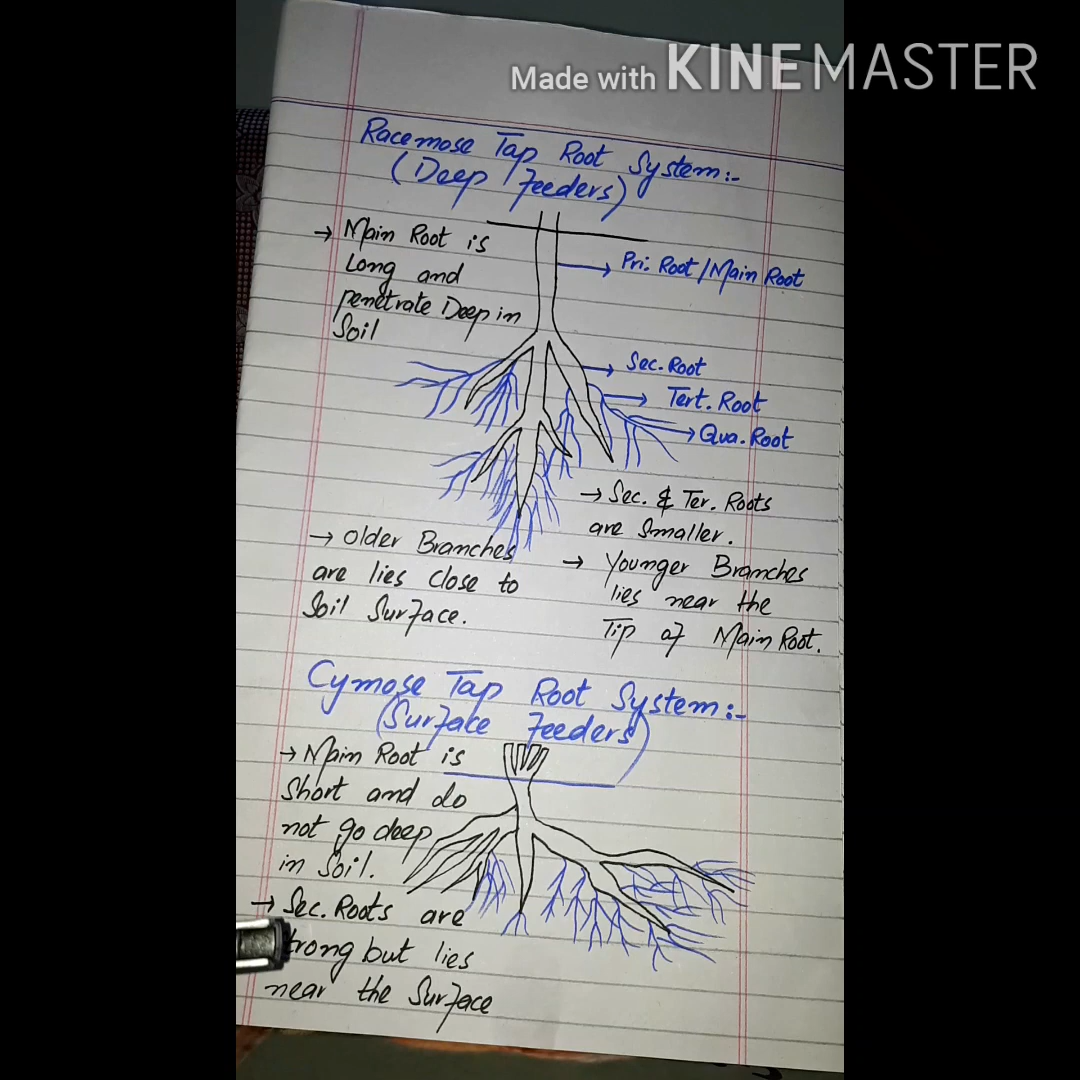 Made with KINEMASTER
Racemose Tap Root System:-
(Deep Feeders)
→ Main Root is
Long and
penetrate Deep in
Soil
Pri. Root/Main Root
Sec. Root
Tert. Root
Qua. Root
→ Sec. & Ter. Roots
are Smaller.
→ Older Branches
are lies close to
Soil Surface.
→ Younger Branches
lies near the
Tip of Main Root.
Cymose Tap Root System:-
(Surface Feeders)
→ Main Root is
Short and do
not go deep
in Soil.
→ Sec. Roots are
trong but lies
near the Surface